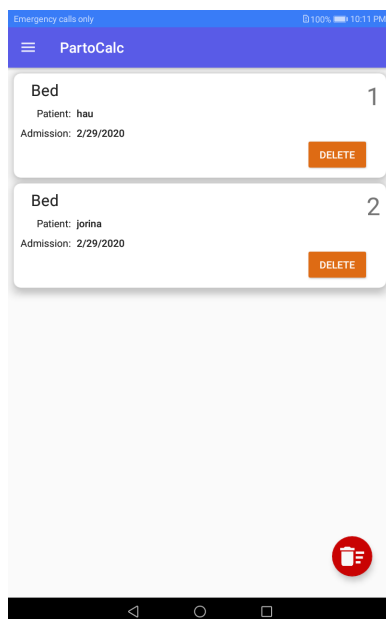 Emergency calls only 100% 10:11 PM
PartoCalc
Bed 1
Patient: hau
Admission: 2/29/2020
DELETE
Bed 2
Patient: jorina
Admission: 2/29/2020
DELETE